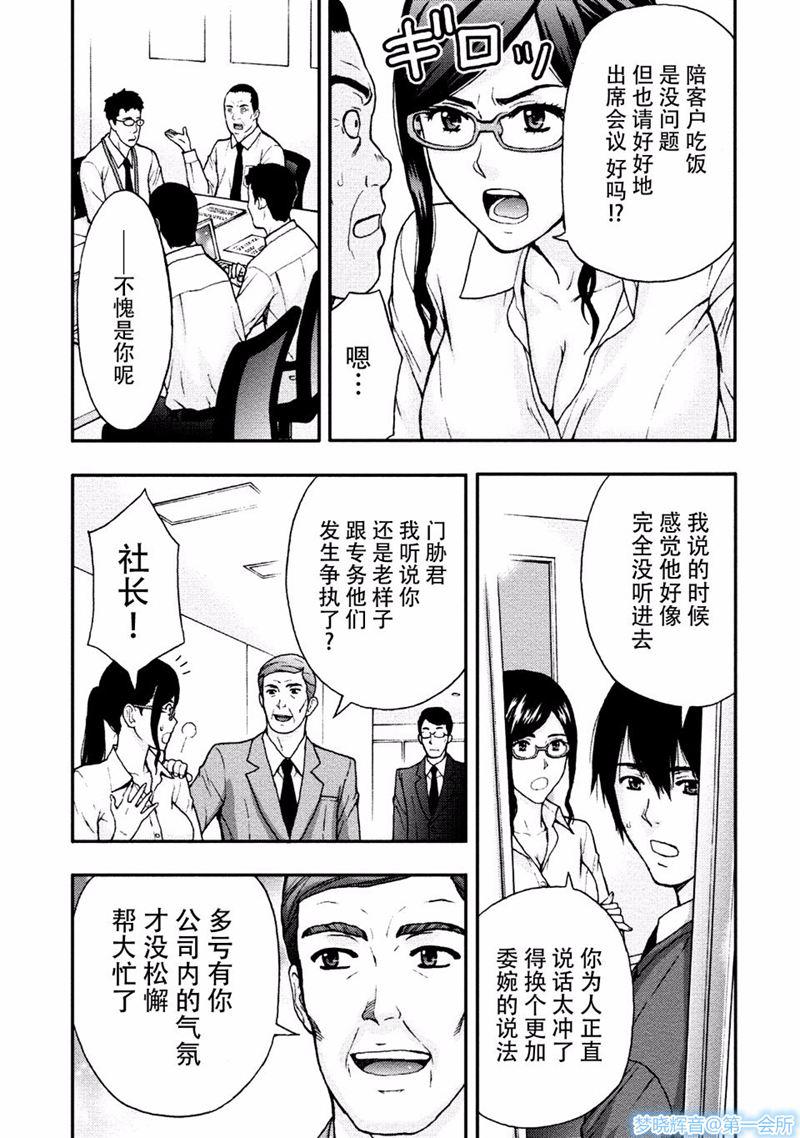 陪客户吃饭
是没问题
但也请好好地
出席会议 好吗!?
ギロッ
嗯…
——不愧是你呢
我说的时候
感觉他好像
完全没听进去
你为人正直
说话太冲了
得换个更加
委婉的说法
门胁君
我听说你
还是老样子
跟专务他们
发生争执了?
社长!
多亏有你
公司内的气氛
才没松懈
帮大忙了
梦晓辉音@第一会所